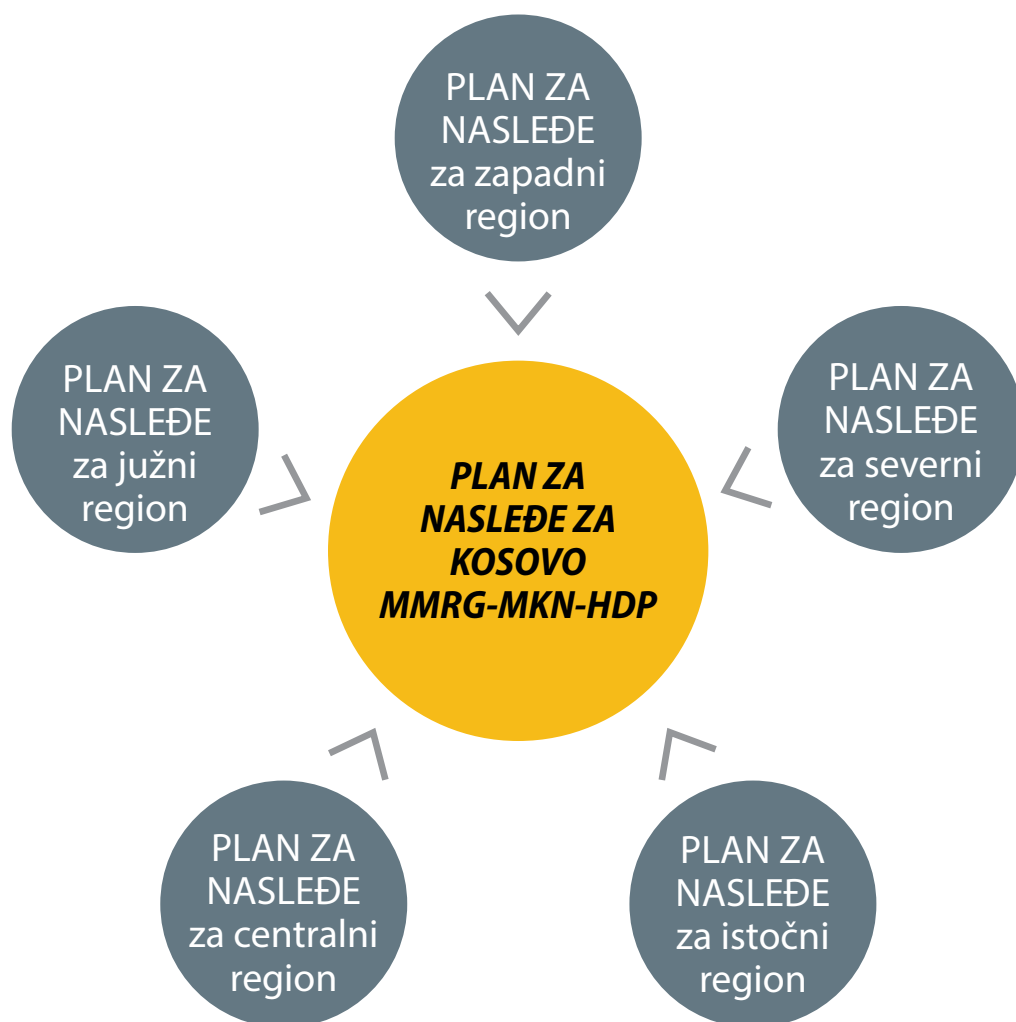 PLAN ZA
NASLEĐE
za zapadni
region
PLAN ZA
NASLEĐE
za južni
region
PLAN ZA
NASLEĐE
za severni
region
PLAN ZA
NASLEĐE ZA
KOSOVO
MMRG-MKN-HDP
PLAN ZA
NASLEĐE
za centralni
region
PLAN ZA
NASLEĐE
za istočni
region